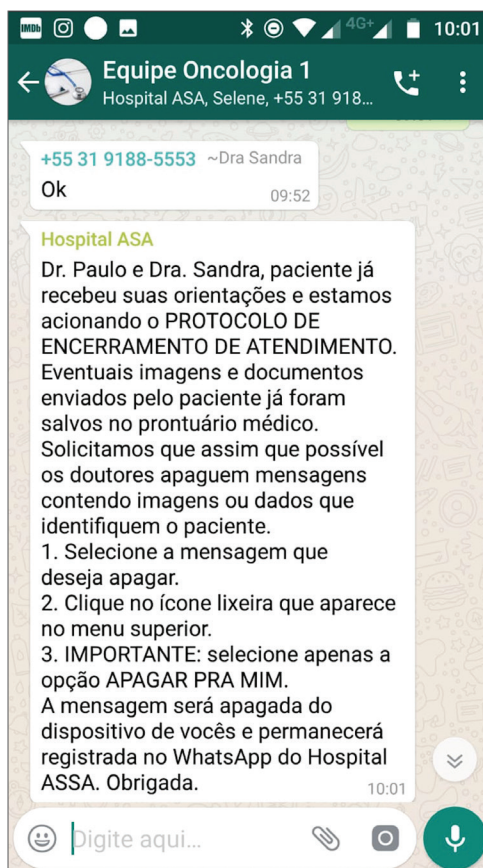 IMDb 4G+ 10:01
Equipe Oncologia 1
Hospital ASA, Selene, +55 31 918...
+55 31 9188-5553 ~Dra Sandra
Ok
09:52
Hospital ASA
Dr. Paulo e Dra. Sandra, paciente já
recebeu suas orientações e estamos
acionando o PROTOCOLO DE
ENCERRAMENTO DE ATENDIMENTO.
Eventuais imagens e documentos
enviados pelo paciente já foram
salvos no prontuário médico.
Solicitamos que assim que possível
os doutores apaguem mensagens
contendo imagens ou dados que
identifiquem o paciente.
1. Selecione a mensagem que
deseja apagar.
2. Clique no ícone lixeira que aparece
no menu superior.
3. IMPORTANTE: selecione apenas a
opção APAGAR PRA MIM.
A mensagem será apagada do
dispositivo de vocês e permanecerá
registrada no WhatsApp do Hospital
ASSA. Obrigada.
10:01
Digite aqui...